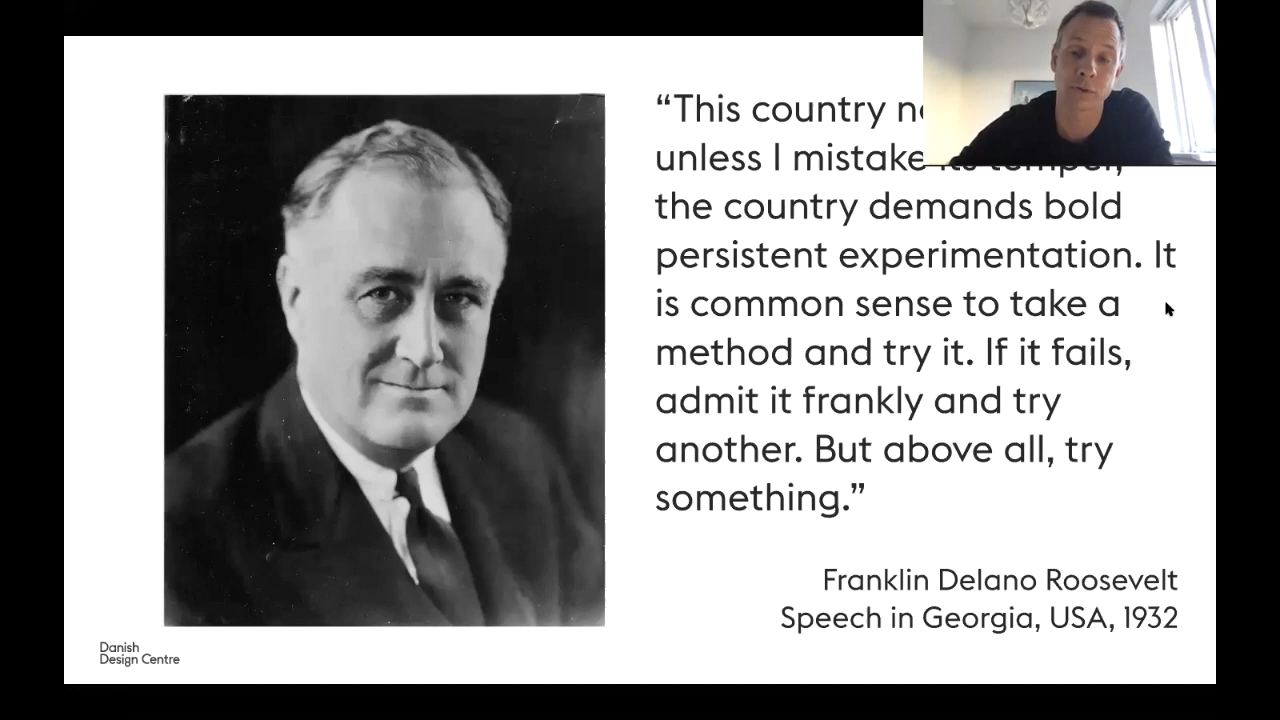 “This country
unless I mistake its temper,
the country demands bold
persistent experimentation. It
is common sense to take a
method and try it. If it fails,
admit it frankly and try
another. But above all, try
something.”
Franklin Delano Roosevelt
Speech in Georgia, USA, 1932
Danish
Design Centre